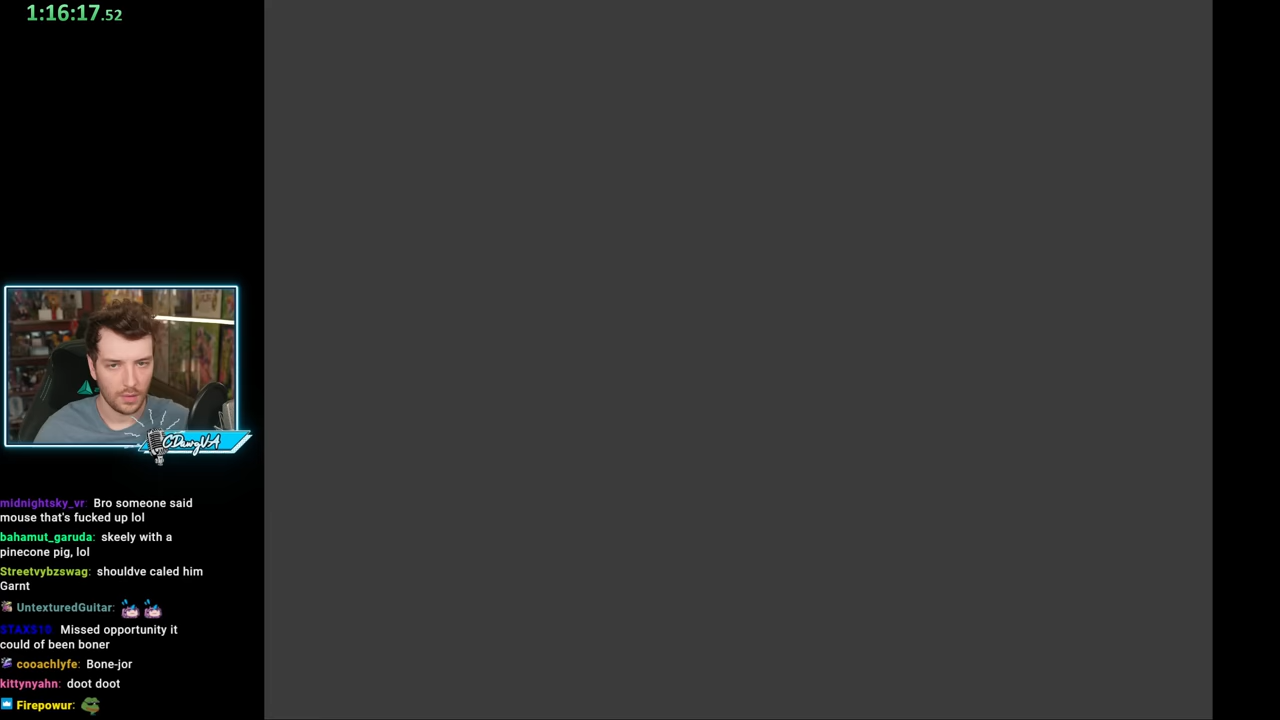 1:16:17.52
CDawgVA
midnightsky_vr: Bro someone said
mouse that's fucked up lol
bahamut_garuda: skeely with a
pinecone pig, lol
Streetvybzswag: shouldve caled him
Garnt
UntexturedGuitar:
STAXS10: Missed opportunity it
could of been boner
cooachlyfe: Bone-jor
kittynyahn: doot doot
Firepowur: